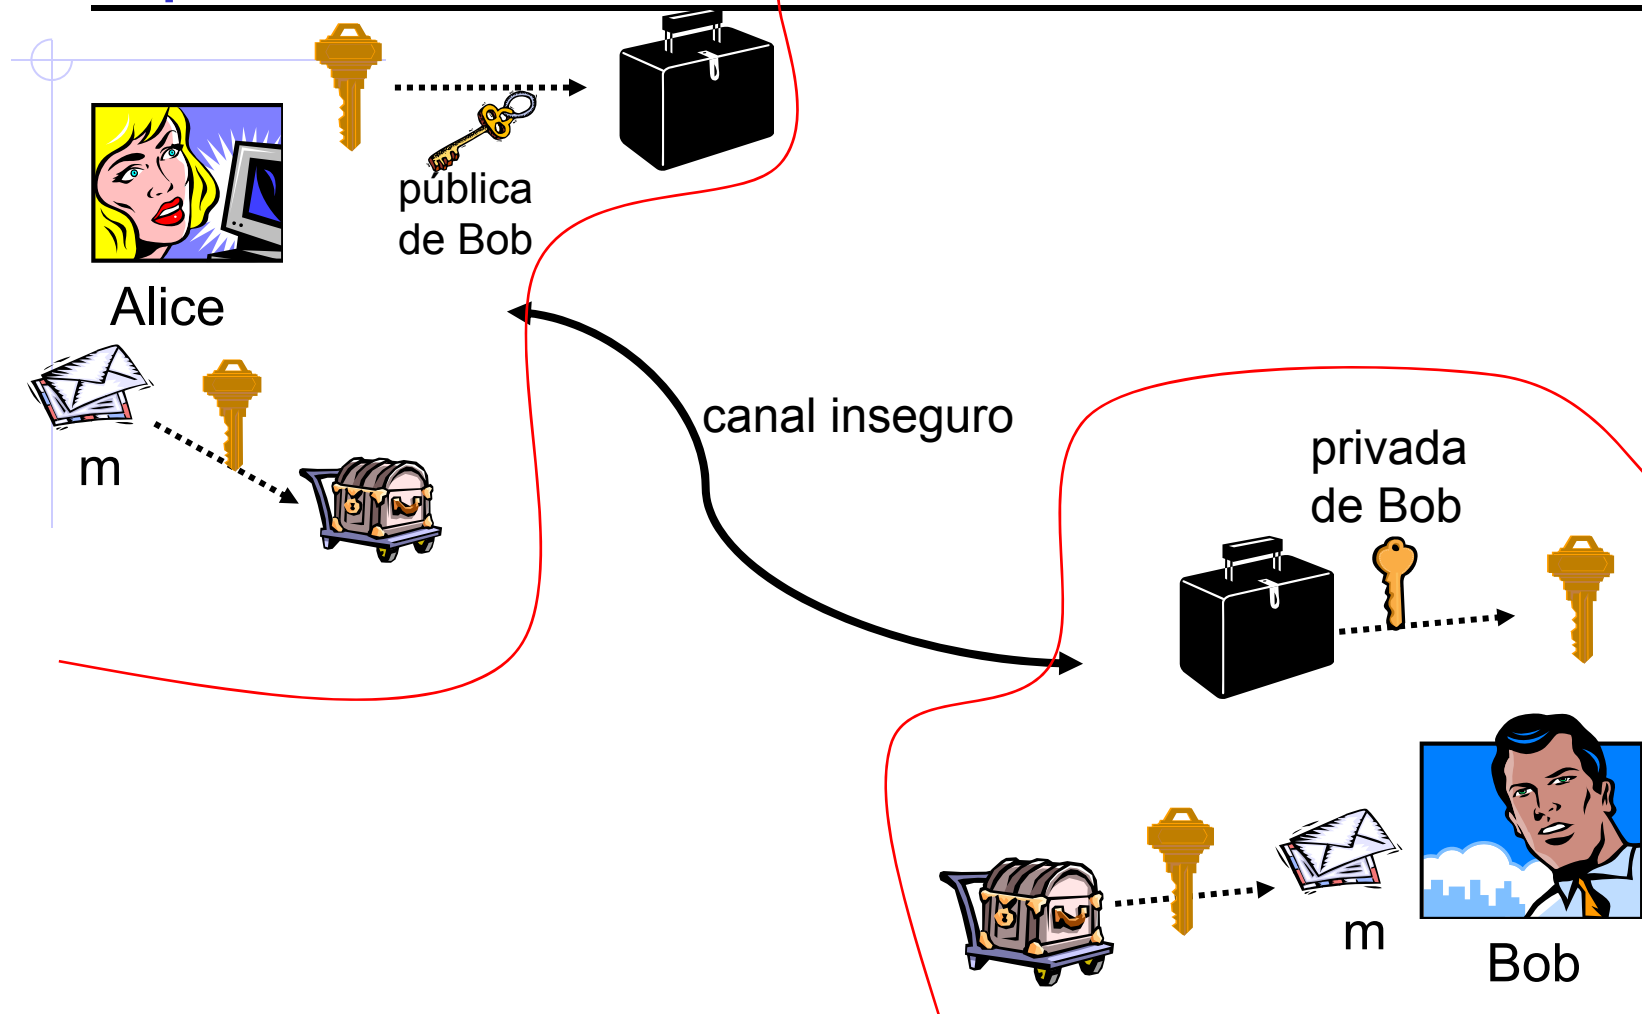 pública
de Bob
Alice
m
canal inseguro
privada
de Bob
m
Bob